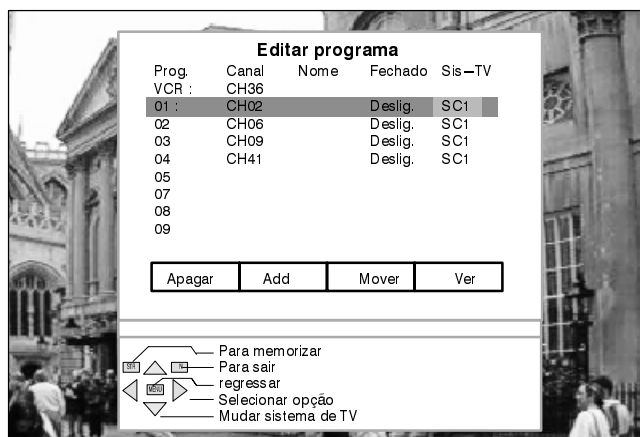 Editar programa
Prog. Canal Nome Fechado Sis-TV
VCR : CH36
01 : CH02 Deslig. SC1
02 CH06 Deslig. SC1
03 CH09 Deslig. SC1
04 CH41 Deslig. SC1
05
07
08
09
Apagar Add Mover Ver
Para memorizar
STR N Para sair
MENU regressar
Selecionar opção
Mudar sistema de TV